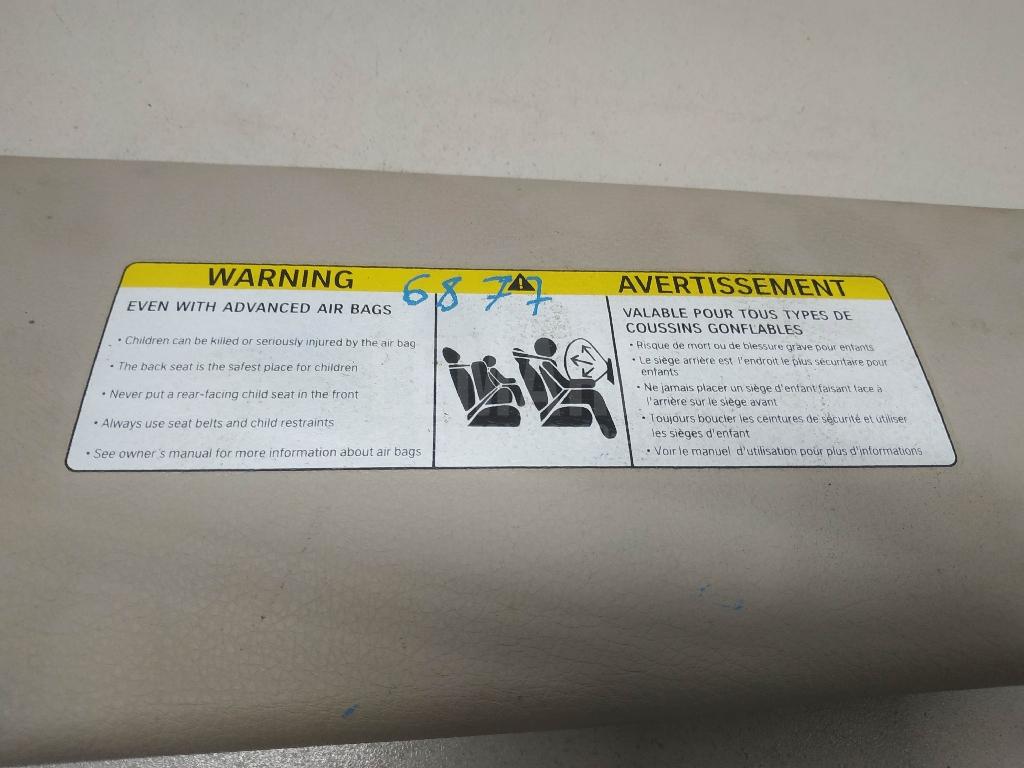 WARNING
6877
AVERTISSEMENT
EVEN WITH ADVANCED AIR BAGS
• Children can be killed or seriously injured by the air bag
• The back seat is the safest place for children
• Never put a rear-facing child seat in the front
• Always use seat belts and child restraints
• See owner's manual for more information about air bags
VALABLE POUR TOUS TYPES DE
COUSSINS GONFLABLES
• Risque de mort ou de blessure grave pour enfants
• Le siège arrière est l'endroit le plus sécuritaire pour
enfants
• Ne jamais placer un siège d'enfant faisant face à
l'arrière sur le siège avant
• Toujours boucler les ceintures de sécurité et utiliser
les sièges d'enfant
• Voir le manuel d'utilisation pour plus d'informations